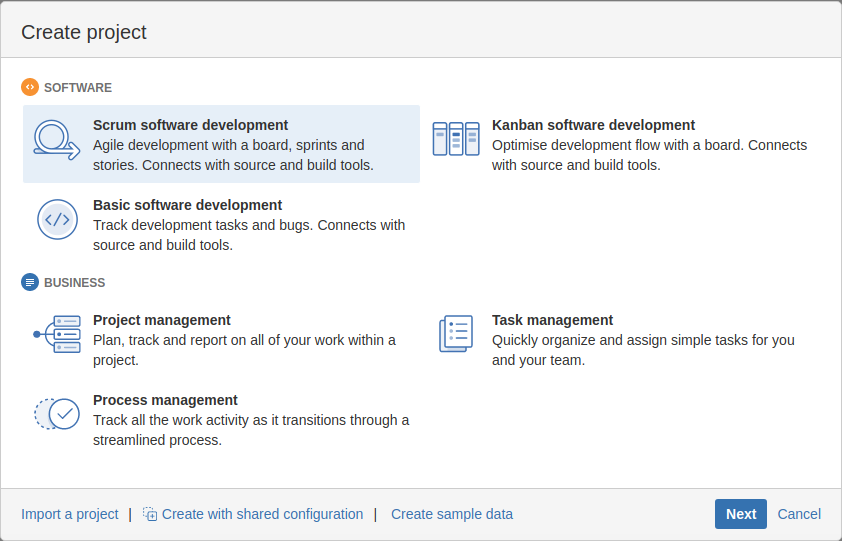 Create project
SOFTWARE
Scrum software development
Agile development with a board, sprints and
stories. Connects with source and build tools.
Kanban software development
Optimise development flow with a board. Connects
with source and build tools.
Basic software development
Track development tasks and bugs. Connects with
source and build tools.
BUSINESS
Project management
Plan, track and report on all of your work within a
project.
Task management
Quickly organize and assign simple tasks for you
and your team.
Process management
Track all the work activity as it transitions through a
streamlined process.
Import a project | Create with shared configuration | Create sample data
Next Cancel